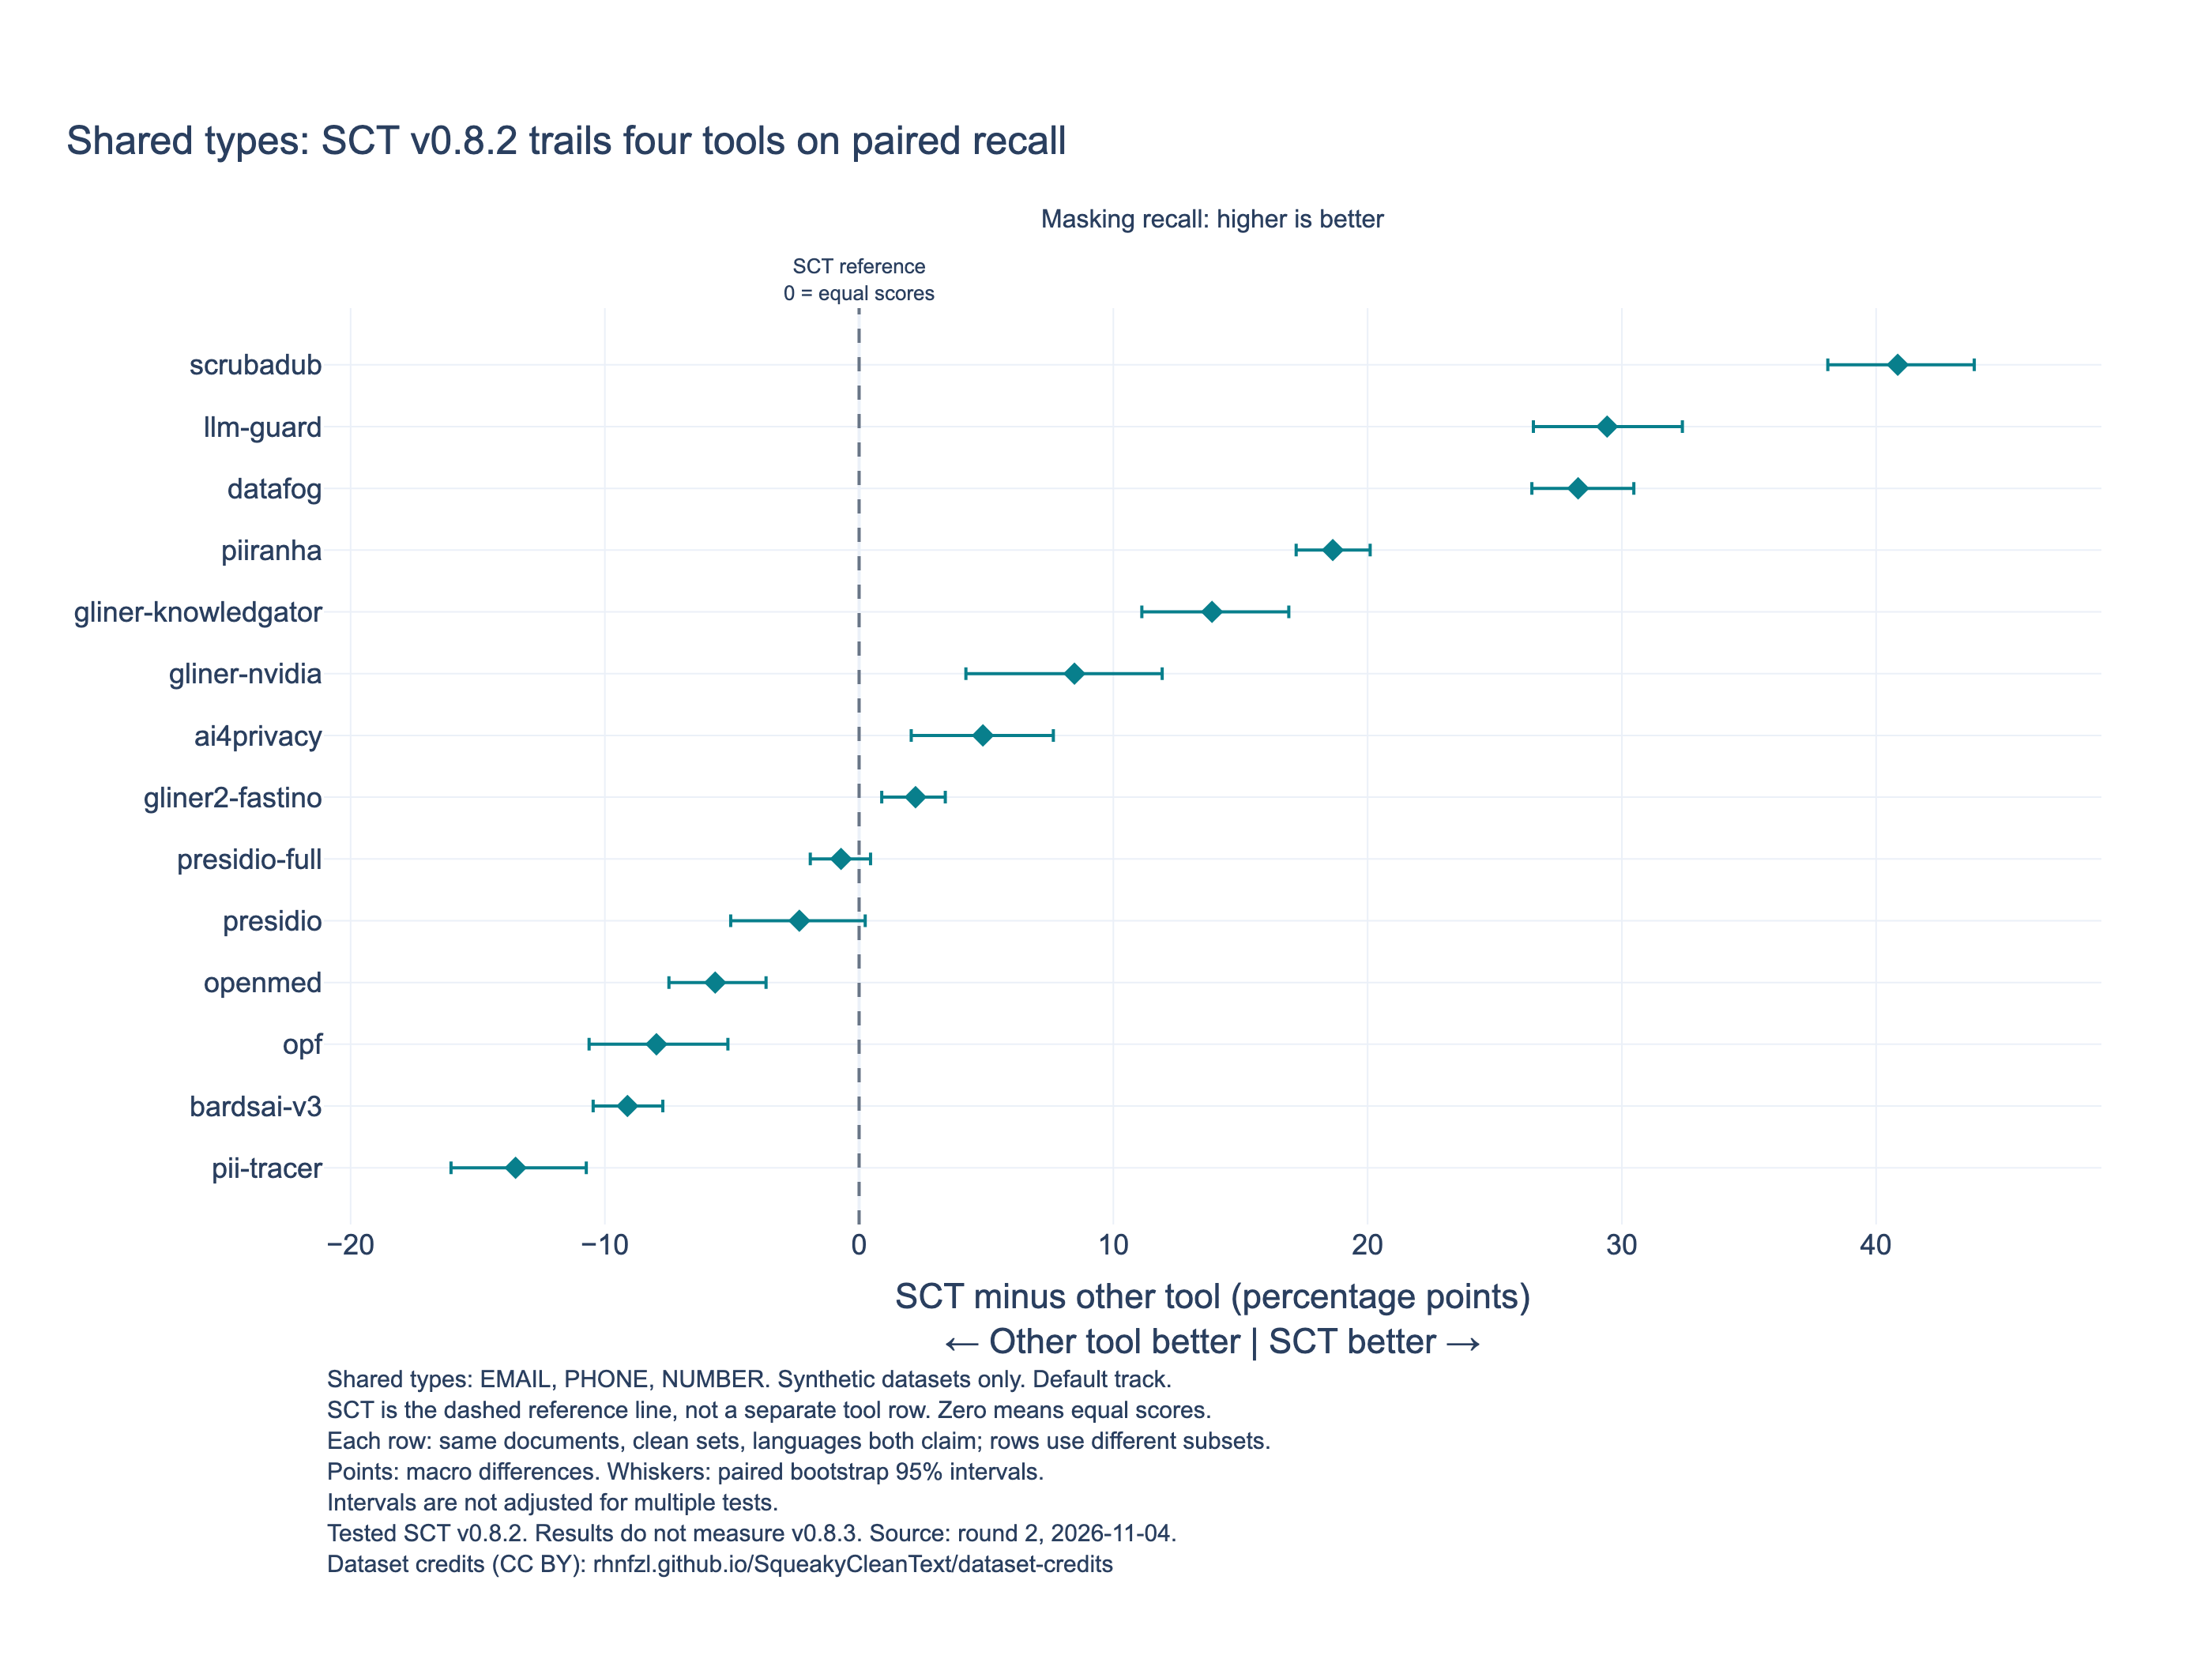 Shared types: SCT v0.8.2 trails four tools on paired recall
Masking recall: higher is better
SCT reference
0 = equal scores
scrubadub
llm-guard
datafog
piiranha
gliner-knowledgator
gliner-nvidia
ai4privacy
gliner2-fastino
presidio-full
presidio
openmed
opf
bardsai-v3
pii-tracer
−20 −10 0 10 20 30 40
SCT minus other tool (percentage points)
← Other tool better | SCT better →
Shared types: EMAIL, PHONE, NUMBER. Synthetic datasets only. Default track.
SCT is the dashed reference line, not a separate tool row. Zero means equal scores.
Each row: same documents, clean sets, languages both claim; rows use different subsets.
Points: macro differences. Whiskers: paired bootstrap 95% intervals.
Intervals are not adjusted for multiple tests.
Tested SCT v0.8.2. Results do not measure v0.8.3. Source: round 2, 2026-11-04.
Dataset credits (CC BY): rhnfzl.github.io/SqueakyCleanText/dataset-credits